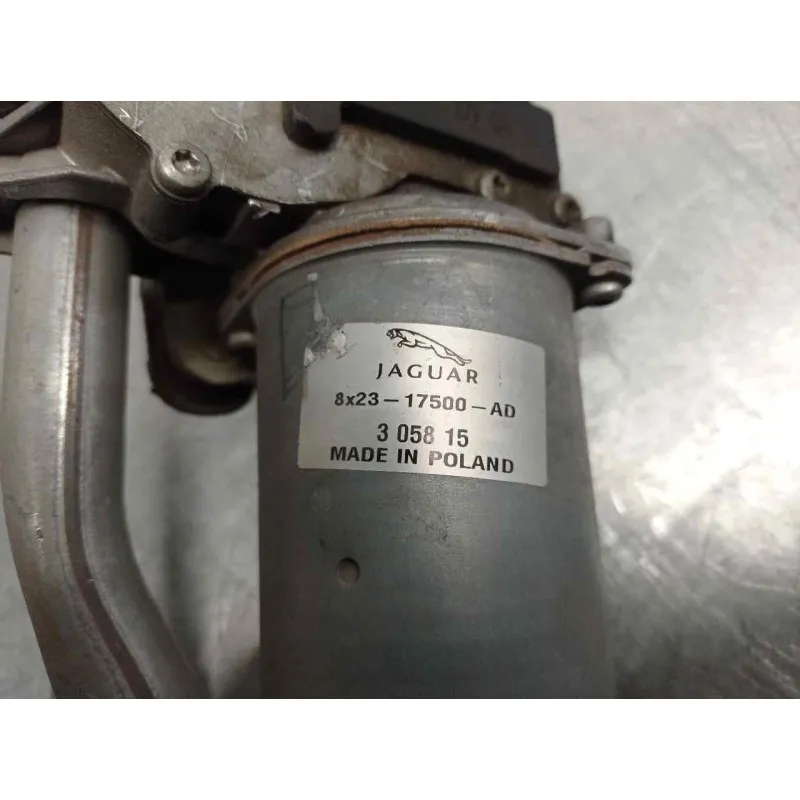 JAGUAR
8x23-17500-AD
3 058 15
MADE IN POLAND